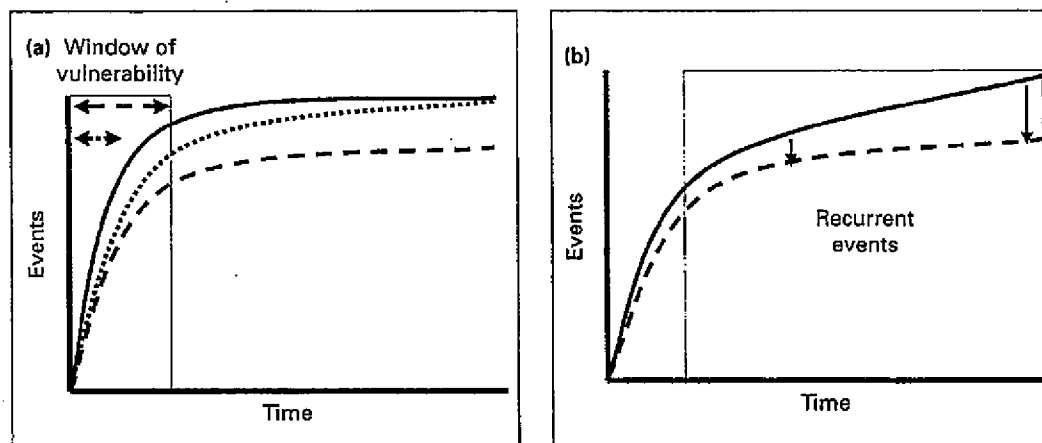 (a) Window of
vulnerability
Events
Time
(b)
Events
Recurrent
events
Time